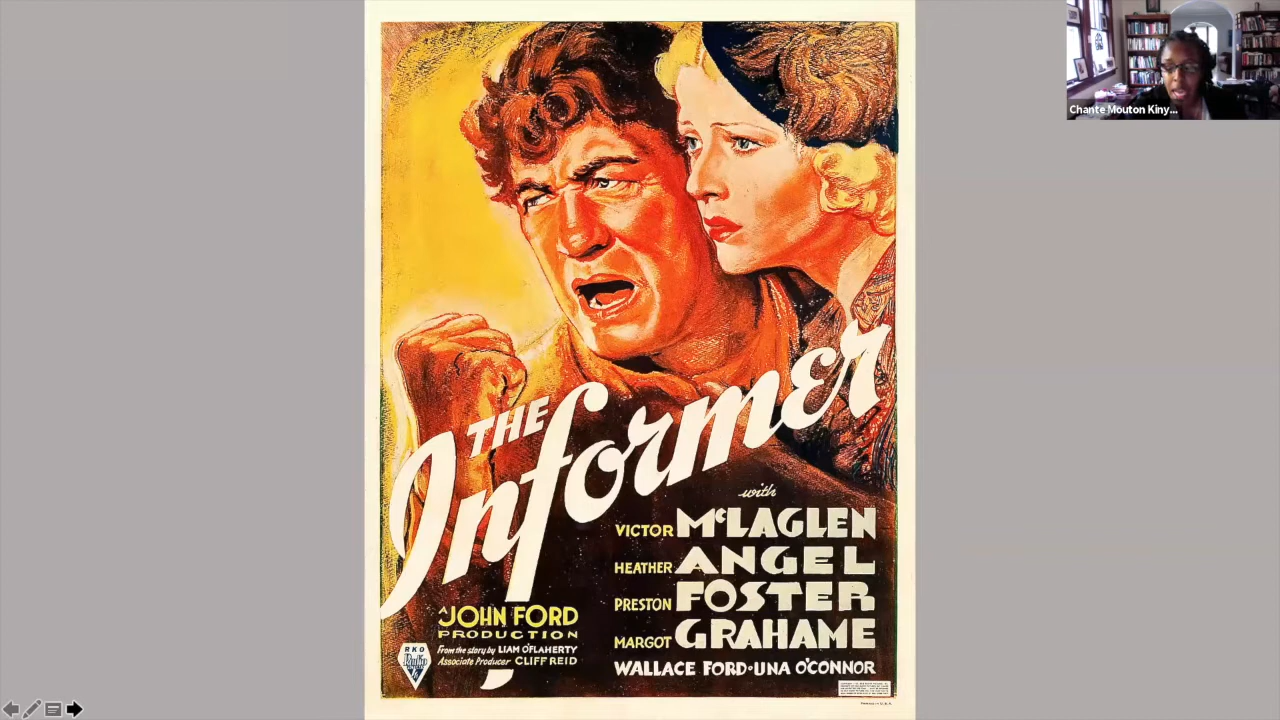 Chante Mouton Kiny...
THE
Informer
with
VICTOR McLAGLEN
HEATHER ANGEL
PRESTON FOSTER
MARGOT GRAHAME
WALLACE FORD · UNA O'CONNOR
A JOHN FORD
PRODUCTION
From the story by LIAM O'FLAHERTY
Associate Producer CLIFF REID
RKO
Radio